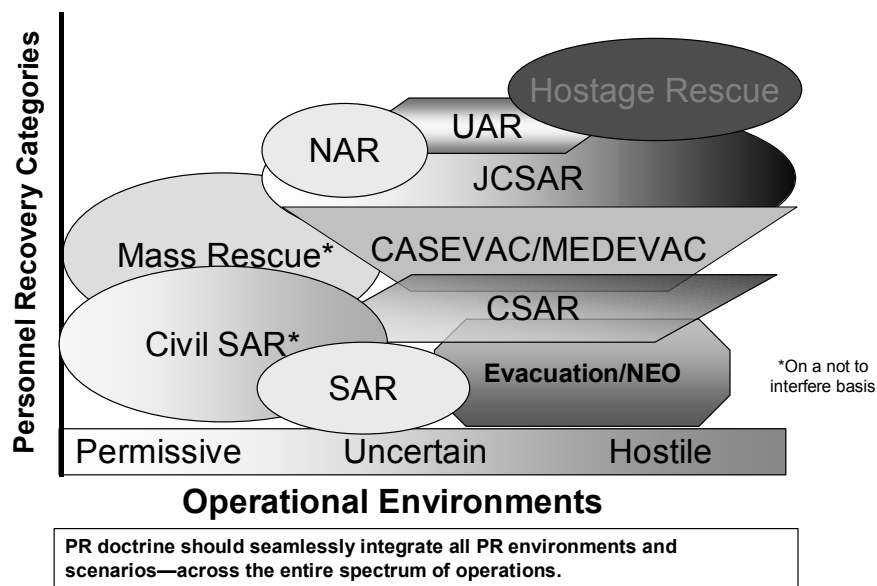 Personnel Recovery Categories
Hostage Rescue
UAR
NAR
JCSAR
Mass Rescue*
CASEVAC/MEDEVAC
CSAR
Civil SAR*
Evacuation/NEO
SAR
*On a not to
interfere basis
Permissive
Uncertain
Hostile
Operational Environments
PR doctrine should seamlessly integrate all PR environments and
scenarios—across the entire spectrum of operations.